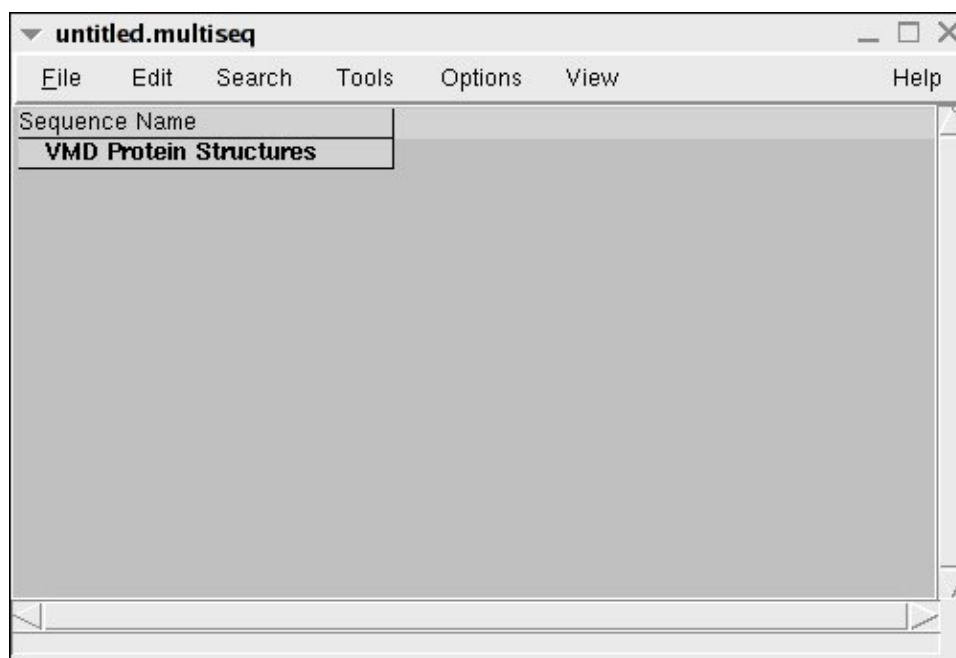 untitled.multiseq
File Edit Search Tools Options View Help
Sequence Name
VMD Protein Structures